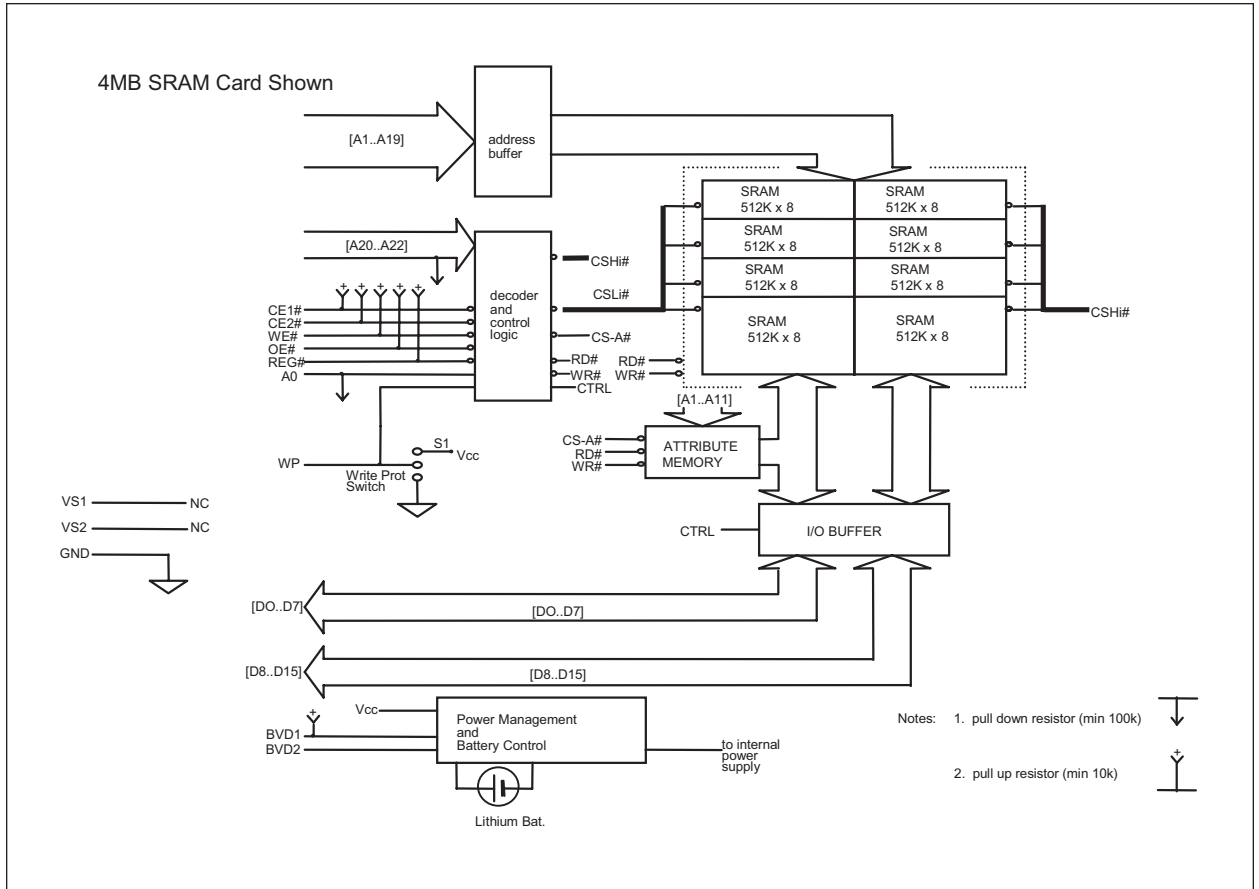 4MB SRAM Card Shown
[A1..A19]
address
buffer
SRAM
512K x 8
SRAM
512K x 8
SRAM
512K x 8
SRAM
512K x 8
SRAM
512K x 8
SRAM
512K x 8
SRAM
512K x 8
SRAM
512K x 8
[A20..A22]
decoder
and
control
logic
CSHi#
CSLi#
CS-A#
RD#
WR#
CTRL
CSHi#
+ + + + +
CE1#
CE2#
WE#
OE#
REG#
A0
RD#
WR#
[A1..A11]
CS-A#
RD#
WR#
ATTRIBUTE
MEMORY
WP
S1
Vcc
Write Prot
Switch
VS1
NC
VS2
NC
GND
CTRL
I/O BUFFER
[DO..D7]
[DO..D7]
[D8..D15]
[D8..D15]
Vcc
+
BVD1
BVD2
Power Management
and
Battery Control
to internal
power
supply
Lithium Bat.
Notes: 1. pull down resistor (min 100k)
2. pull up resistor (min 10k)
+